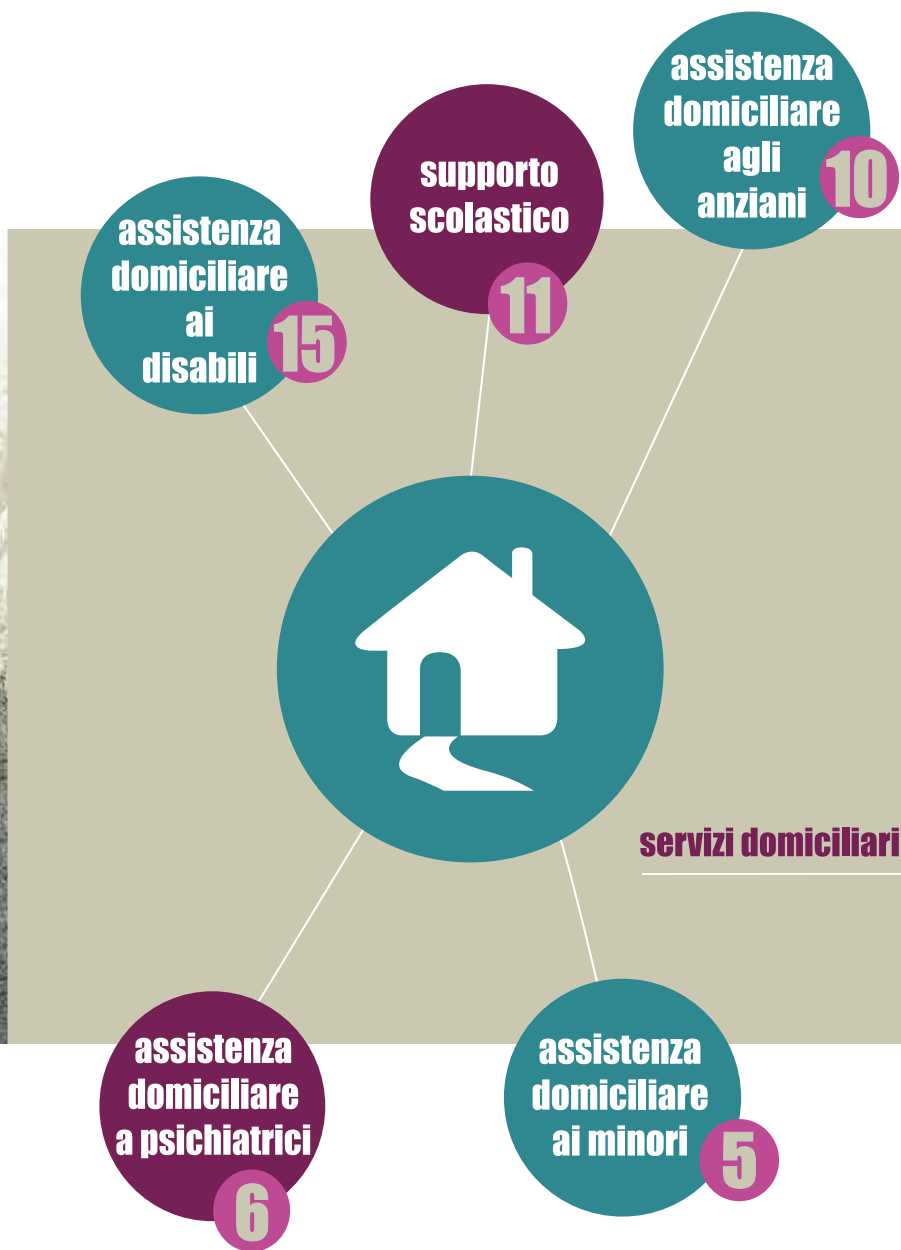 assistenza
domiciliare
agli
anziani
10
supporto
scolastico
11
assistenza
domiciliare
ai
disabili
15
servizi domiciliari
assistenza
domiciliare
a psichiatrici
6
assistenza
domiciliare
ai minori
5